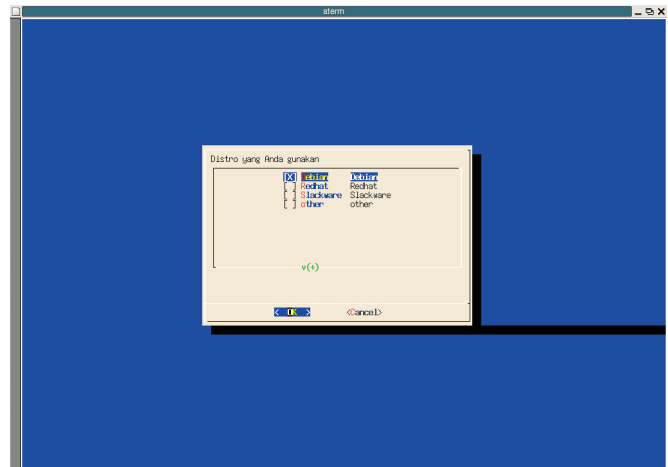 aterm
Distro yang Anda gunakan
[X] Debian Debian
[ ] Redhat Redhat
[ ] Slackware Slackware
[ ] other other
v(+)
< OK > <Cancel>